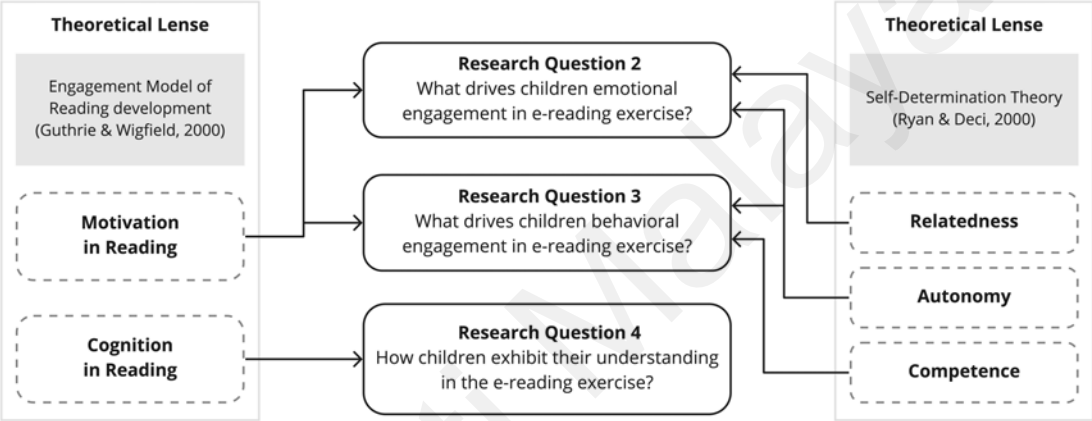 Theoretical Lense
Engagement Model of
Reading development
(Guthrie & Wigfield, 2000)
Motivation
in Reading
Cognition
in Reading
Research Question 2
What drives children emotional
engagement in e-reading exercise?
Research Question 3
What drives children behavioral
engagement in e-reading exercise?
Research Question 4
How children exhibit their understanding
in the e-reading exercise?
Theoretical Lense
Self-Determination Theory
(Ryan & Deci, 2000)
Relatedness
Autonomy
Competence
Malaya